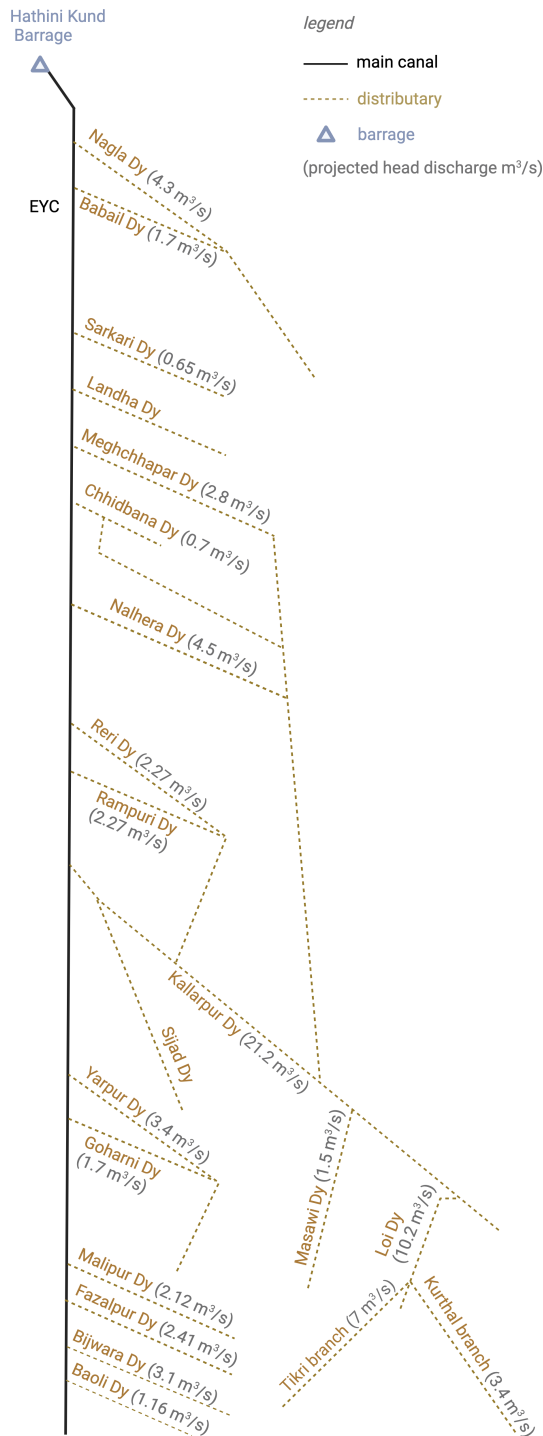 Hathini Kund
Barrage
legend
main canal
distributary
barrage
(projected head discharge m³/s)
EYC
Nagla Dy (4.3 m³/s)
Babail Dy (1.7 m³/s)
Sarkari Dy (0.65 m³/s)
Landha Dy
Meghchhapar Dy (2.8 m³/s)
Chhidbana Dy (0.7 m³/s)
Nalhera Dy (4.5 m³/s)
Reri Dy (2.27 m³/s)
Rampuri Dy
(2.27 m³/s)
Kallarpur Dy (21.2 m³/s)
Sijad Dy
Yarpur Dy (3.4 m³/s)
Goharni Dy
(1.7 m³/s)
Masawi Dy (1.5 m³/s)
Loi Dy
(10.2 m³/s)
Malipur Dy (2.12 m³/s)
Fazalpur Dy (2.41 m³/s)
Bijwara Dy (3.1 m³/s)
Baoli Dy (1.16 m³/s)
Tikri branch (7 m³/s)
Kurthal branch (3.4 m³/s)